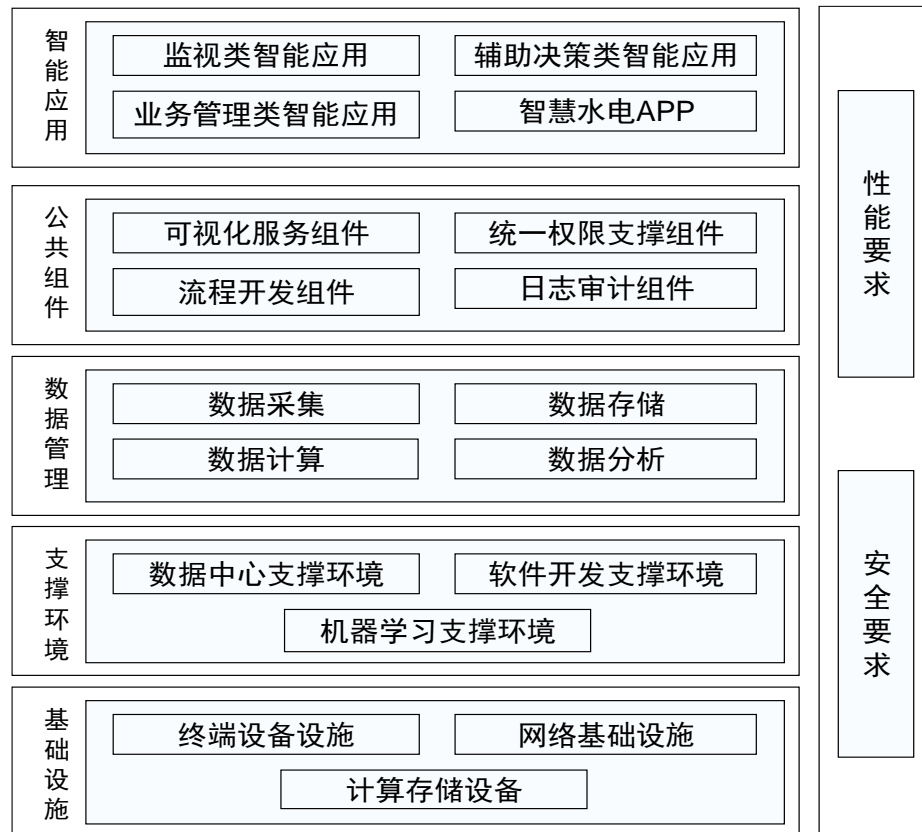 智能应用
监视类智能应用
辅助决策类智能应用
业务管理类智能应用
智慧水电APP
公共组件
可视化服务组件
统一权限支撑组件
流程开发组件
日志审计组件
数据管理
数据采集
数据存储
数据计算
数据分析
支撑环境
数据中心支撑环境
软件开发支撑环境
机器学习支撑环境
基础设施
终端设备设施
网络基础设施
计算存储设备
性能要求
安全要求